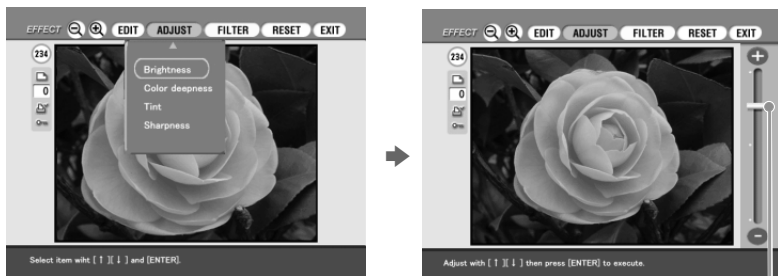 EFFECT EDIT ADJUST FILTER RESET EXIT
234
Brightness
0
Color deepness
Tint
Sharpness
Select item wiht [ ↑ ][ ↓ ] and [ENTER].
EFFECT EDIT ADJUST FILTER RESET EXIT
234
0
Adjust with [ ↑ ][ ↓ ] then press [ENTER] to execute.